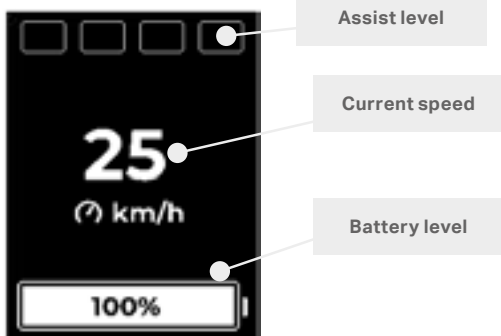 Assist level
Current speed
25
km/h
Battery level
100%